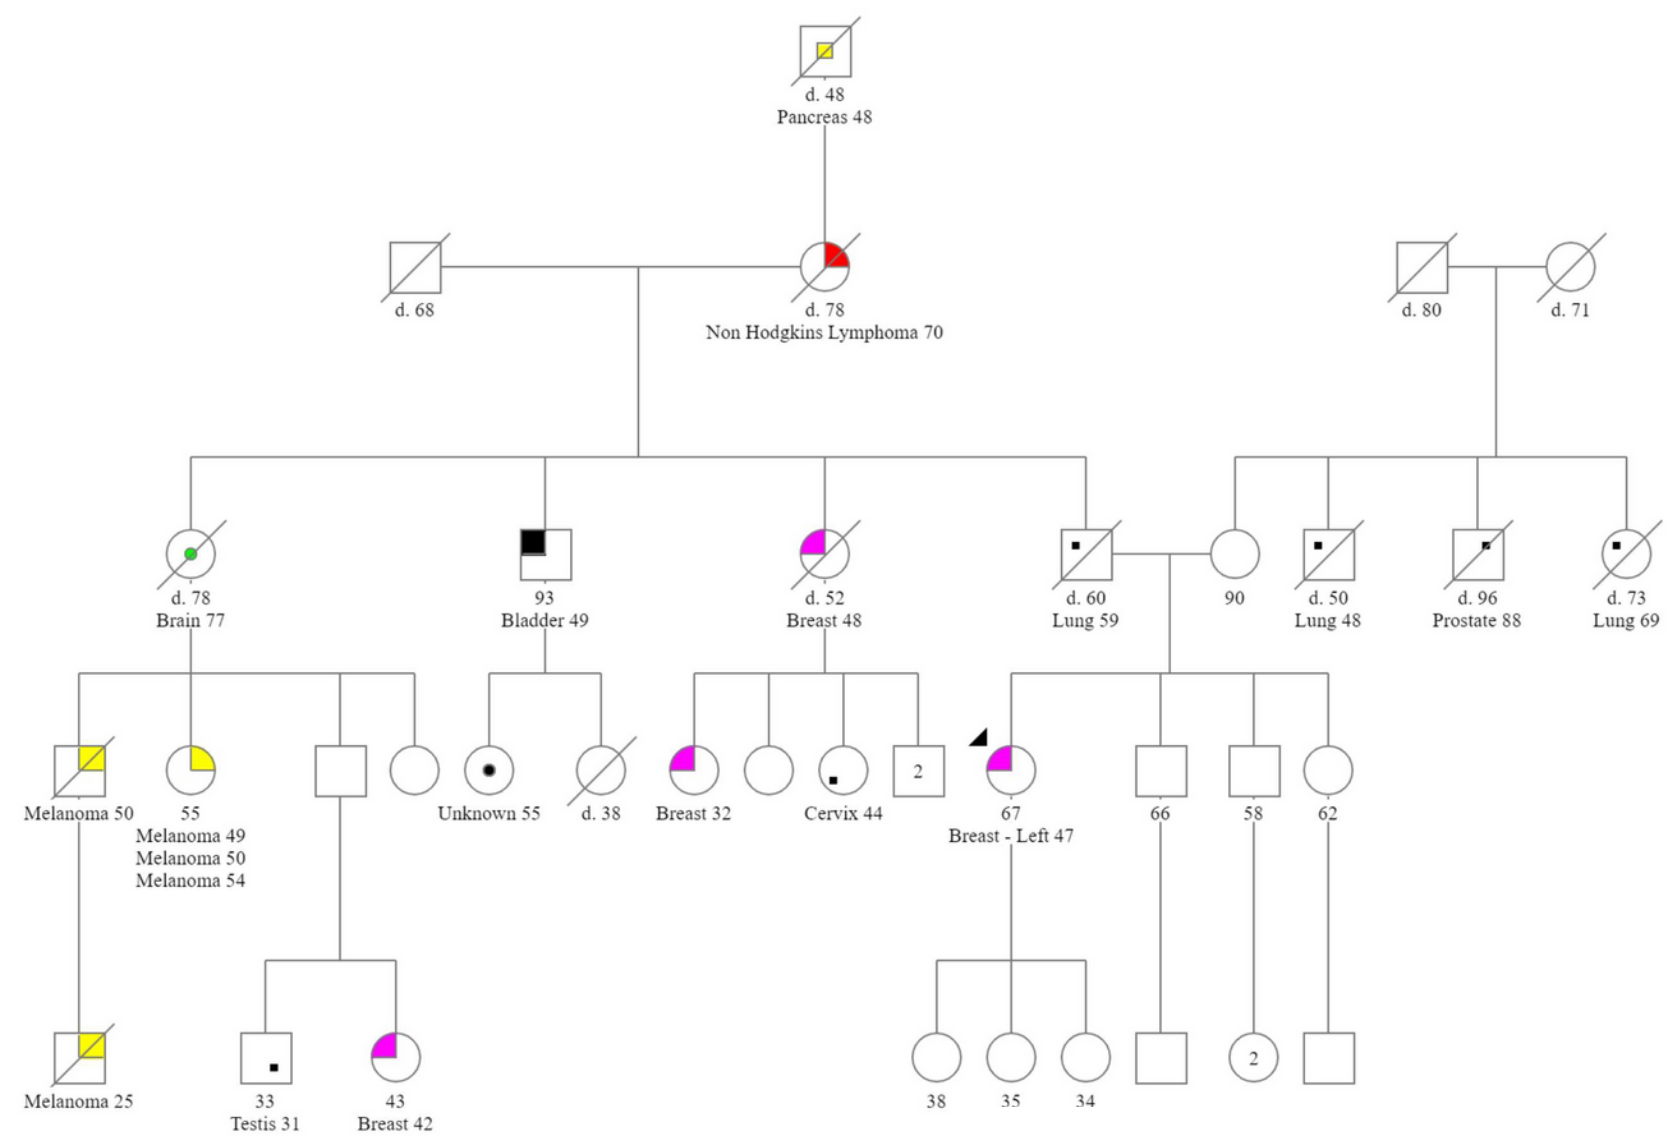 d. 48
Pancreas 48
d. 68
d. 78
Non Hodgkins Lymphoma 70
d. 80
d. 71
d. 78
Brain 77
93
Bladder 49
d. 52
Breast 48
d. 60
Lung 59
90
d. 50
Lung 48
d. 96
Prostate 88
d. 73
Lung 69
Melanoma 50
55
Melanoma 49
Melanoma 50
Melanoma 54
Unknown 55
d. 38
Breast 32
Cervix 44
2
67
Breast - Left 47
66
58
62
Melanoma 25
33
Testis 31
43
Breast 42
38
35
34
2